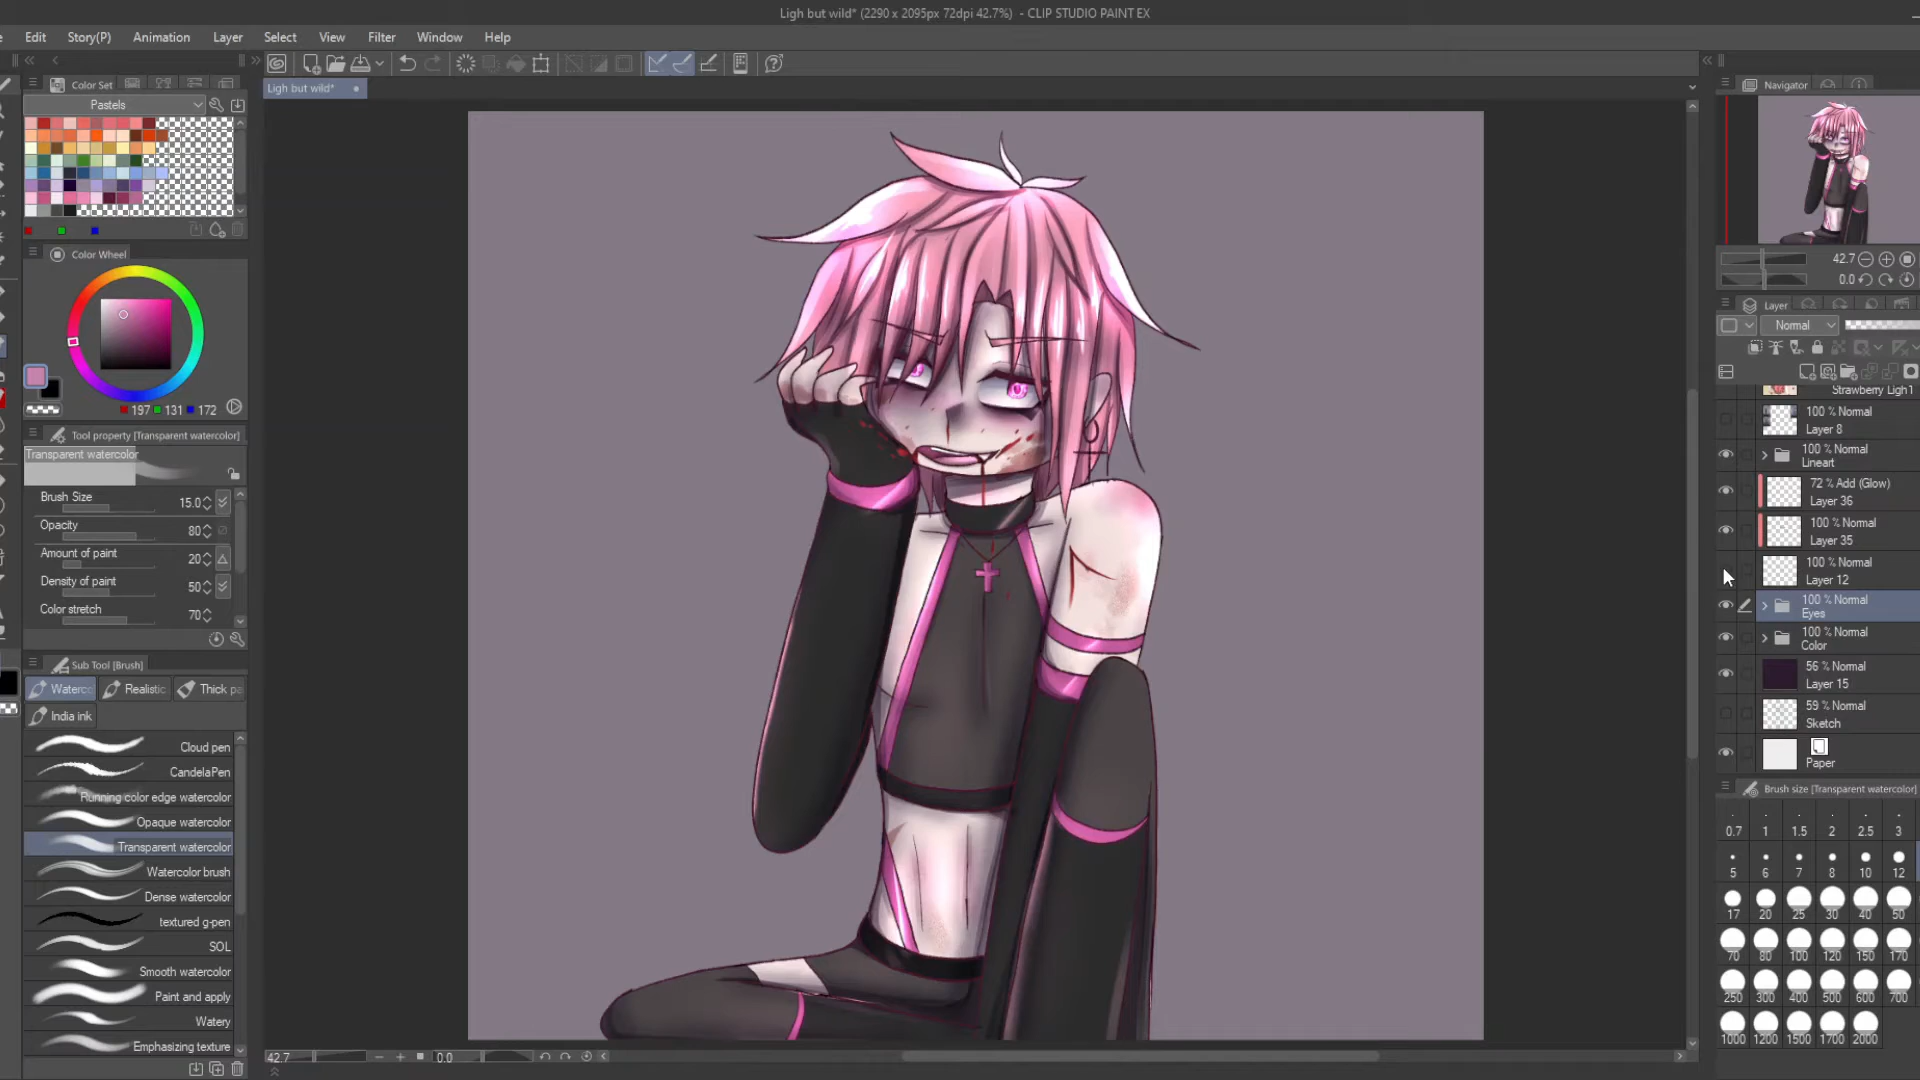 Ligh but wild* (2290 x 2095px 72dpi 42.7%) - CLIP STUDIO PAINT EX
Edit Story(P) Animation Layer Select View Filter Window Help
Ligh but wild*
Color Set
Pastels
Color Wheel
197 131 172
Tool property [Transparent watercolor]
Transparent watercolor
Brush Size 15.0
Opacity 80
Amount of paint 20
Density of paint 50
Color stretch 70
Sub Tool [Brush]
Waterco Realistic Thick pa
India ink
Cloud pen
CandelaPen
Running color edge watercolor
Opaque watercolor
Transparent watercolor
Watercolor brush
Dense watercolor
textured g-pen
SOL
Smooth watercolor
Paint and apply
Watery
Emphasizing texture
42.7 0.0
Navigator
42.7
0.0
Layer
Normal
Strawberry Ligh1
100 % Normal
Layer 8
100 % Normal
Lineart
72 % Add (Glow)
Layer 36
100 % Normal
Layer 35
100 % Normal
Layer 12
100 % Normal
Eyes
100 % Normal
Color
56 % Normal
Layer 15
59 % Normal
Sketch
Paper
Brush size [Transparent watercolor]
0.7 1 1.5 2 2.5 3
5 6 7 8 10 12
17 20 25 30 40 50
70 80 100 120 150 170
250 300 400 500 600 700
1000 1200 1500 1700 2000